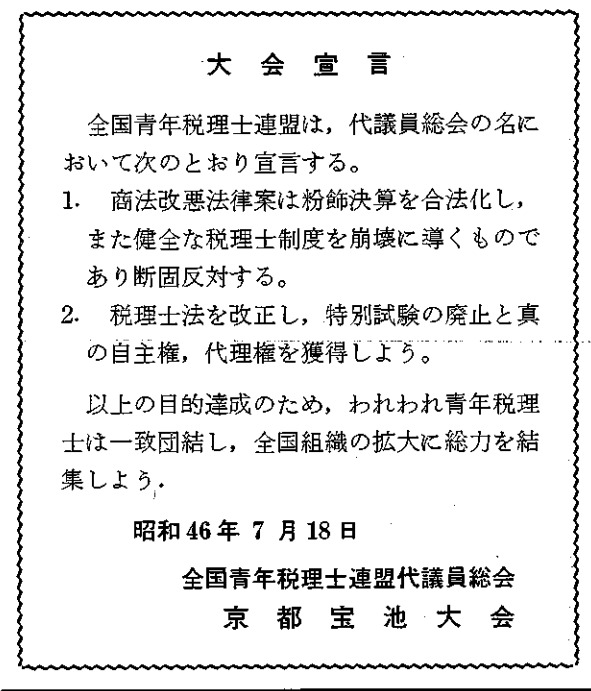 大会宣言
全国青年税理士連盟は，代議員総会の名に
おいて次のとおり宣言する。
1. 商法改悪法律案は粉飾決算を合法化し，
また健全な税理士制度を崩壊に導くもので
あり断固反対する。
2. 税理士法を改正し，特別試験の廃止と真
の自主権，代理権を獲得しよう。
以上の目的達成のため，われわれ青年税理
士は一致団結し，全国組織の拡大に総力を結
集しよう．
昭和46年7月18日
全国青年税理士連盟代議員総会
京都宝池大会